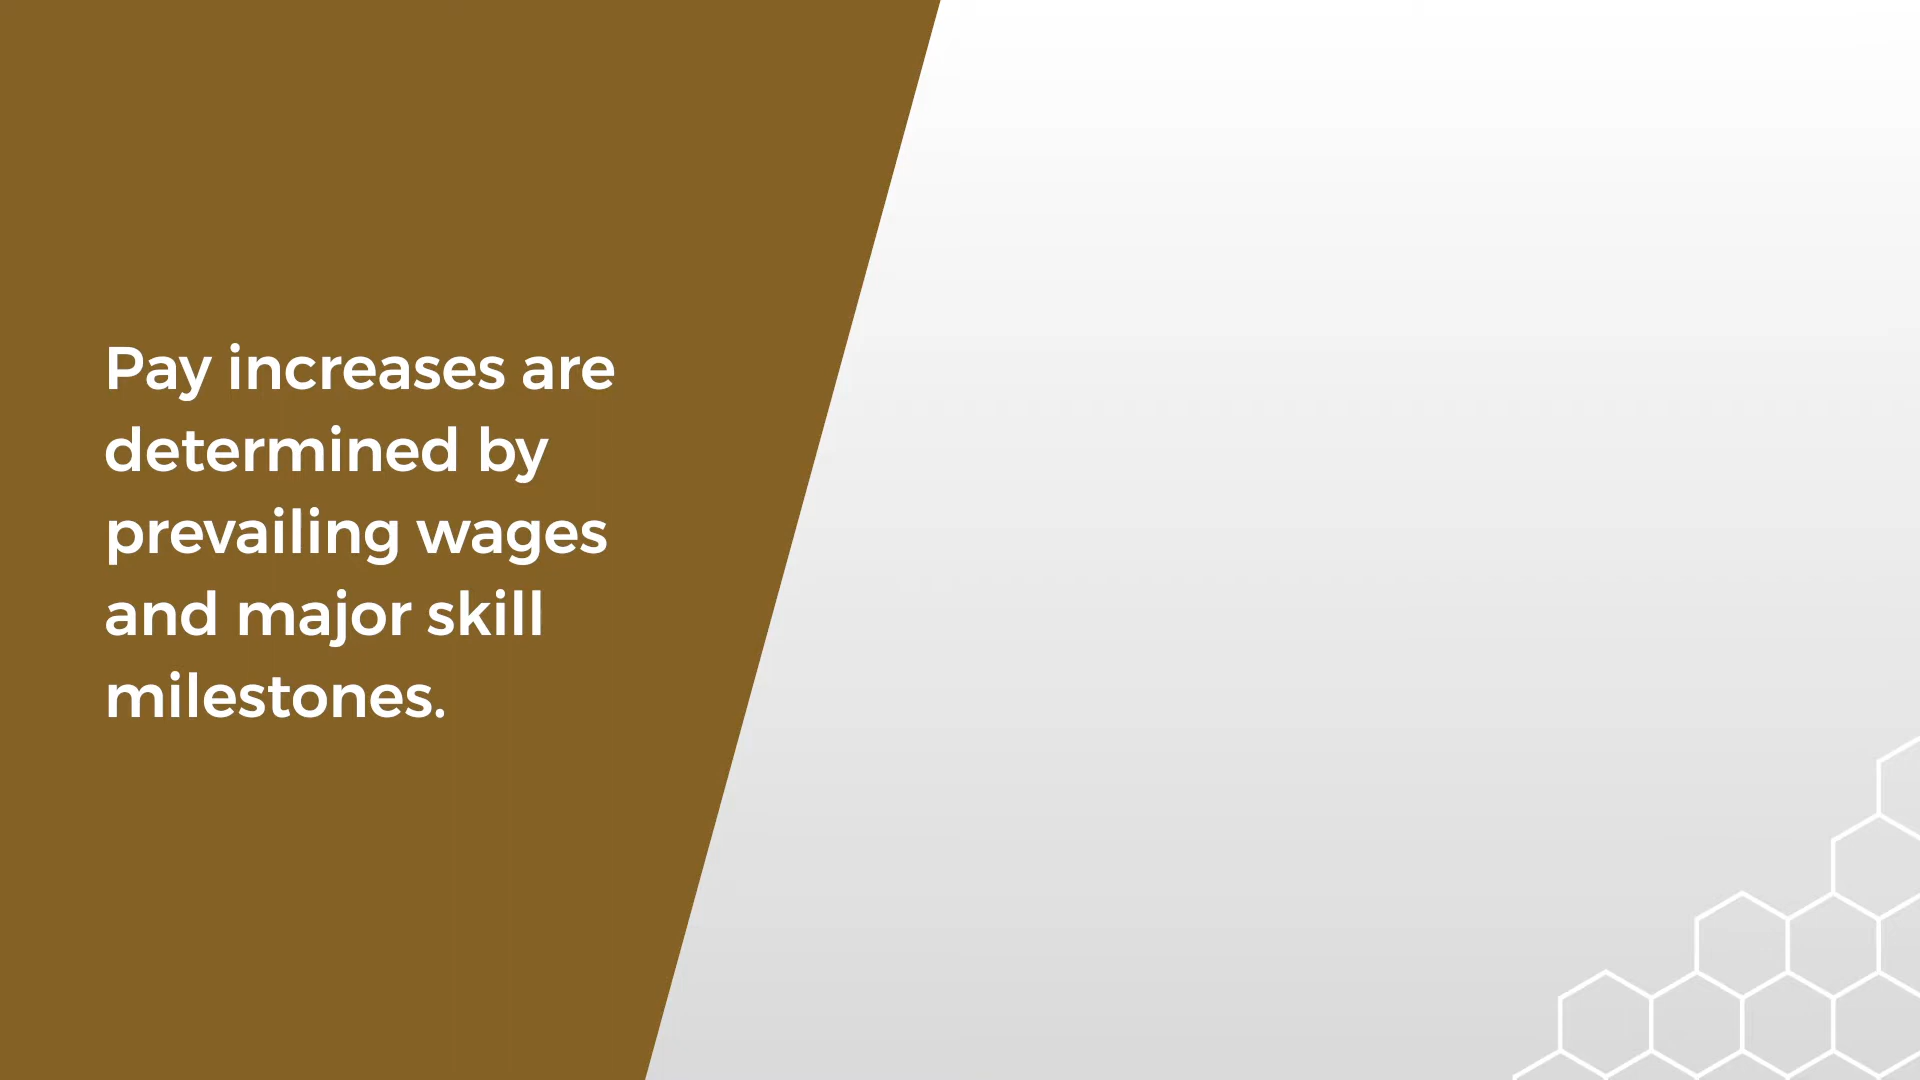 Pay increases are
determined by
prevailing wages
and major skill
milestones.